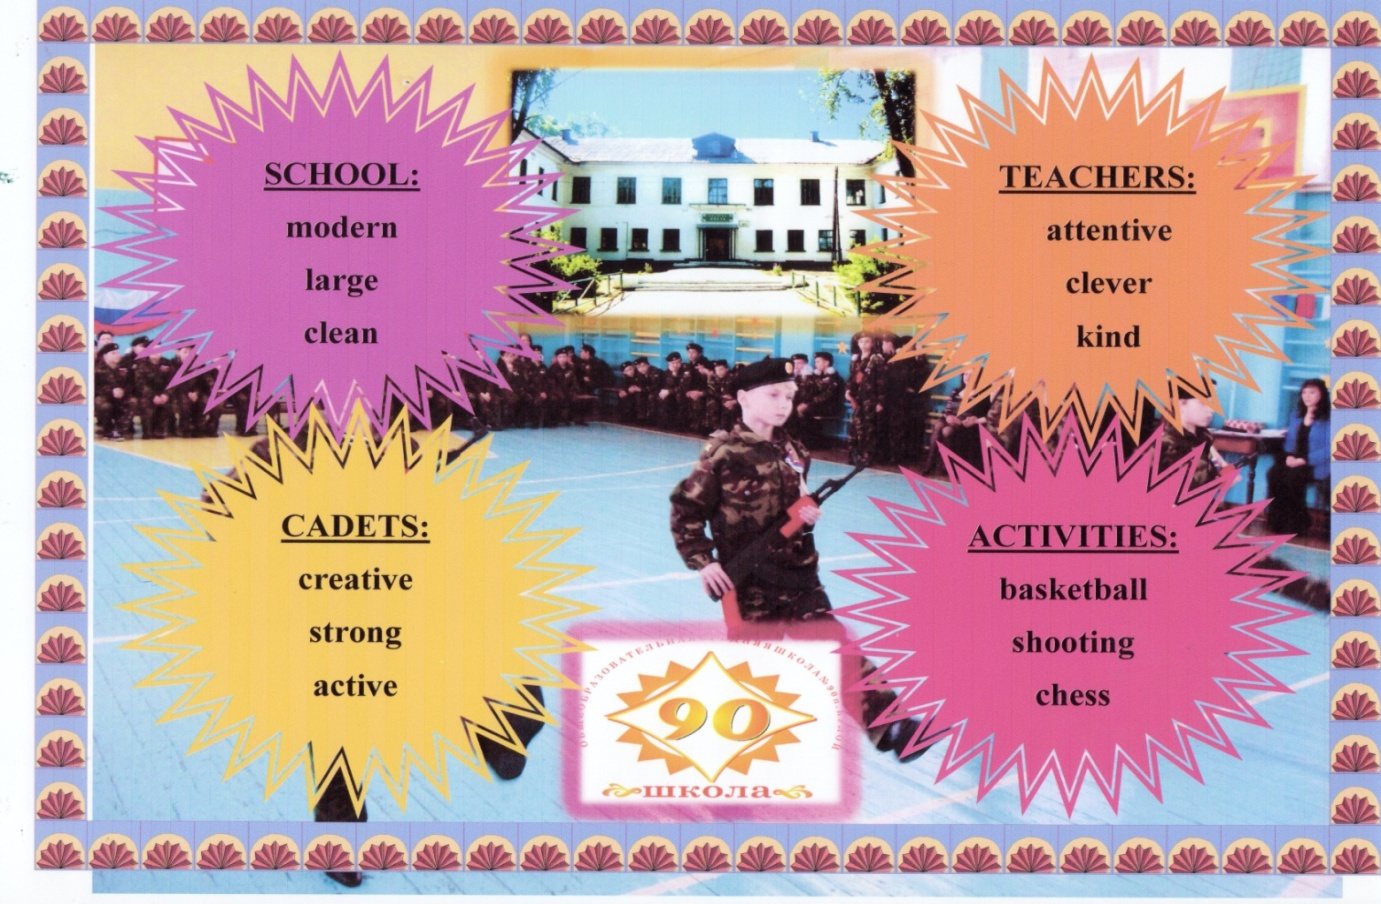 SCHOOL:
modern
large
clean
TEACHERS:
attentive
clever
kind
CADETS:
creative
strong
active
ACTIVITIES:
basketball
shooting
chess
90
школа